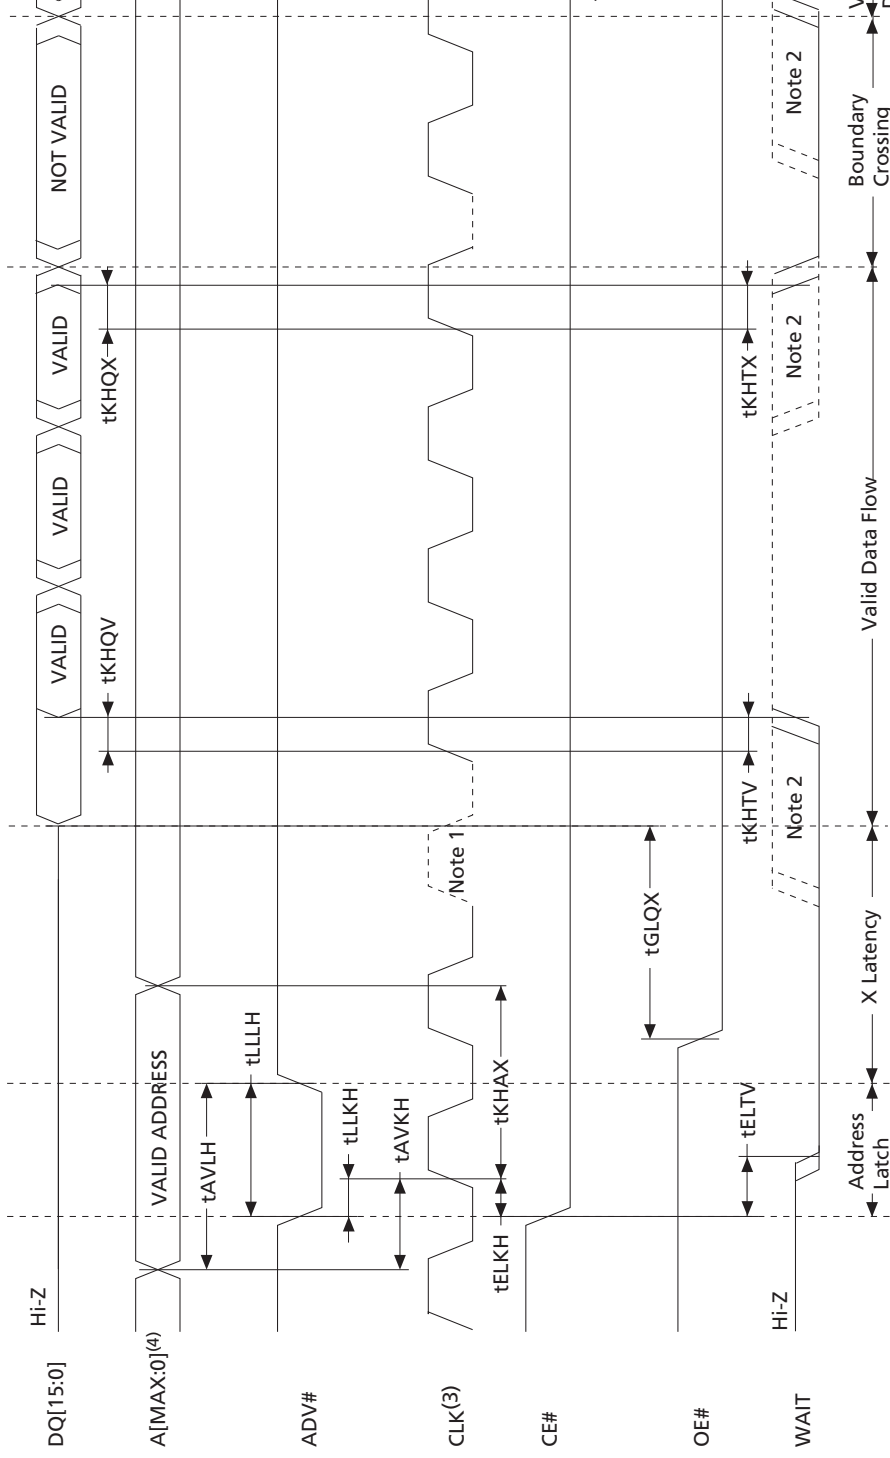 DQ[15:0]
Hi-Z
VALID
VALID
VALID
NOT VALID
tKHQV
tKHQX
A[MAX:0](4)
VALID ADDRESS
tAVLH
tLLLH
ADV#
tLLKH
tAVKH
CLK(3)
Note 1
tELKH
tKHAX
CE#
tGLQX
OE#
tELTV
tKHTV
tKHTX
WAIT
Hi-Z
Note 2
Note 2
Note 2
Address
Latch
X Latency
Valid Data Flow
Boundary
Crossing